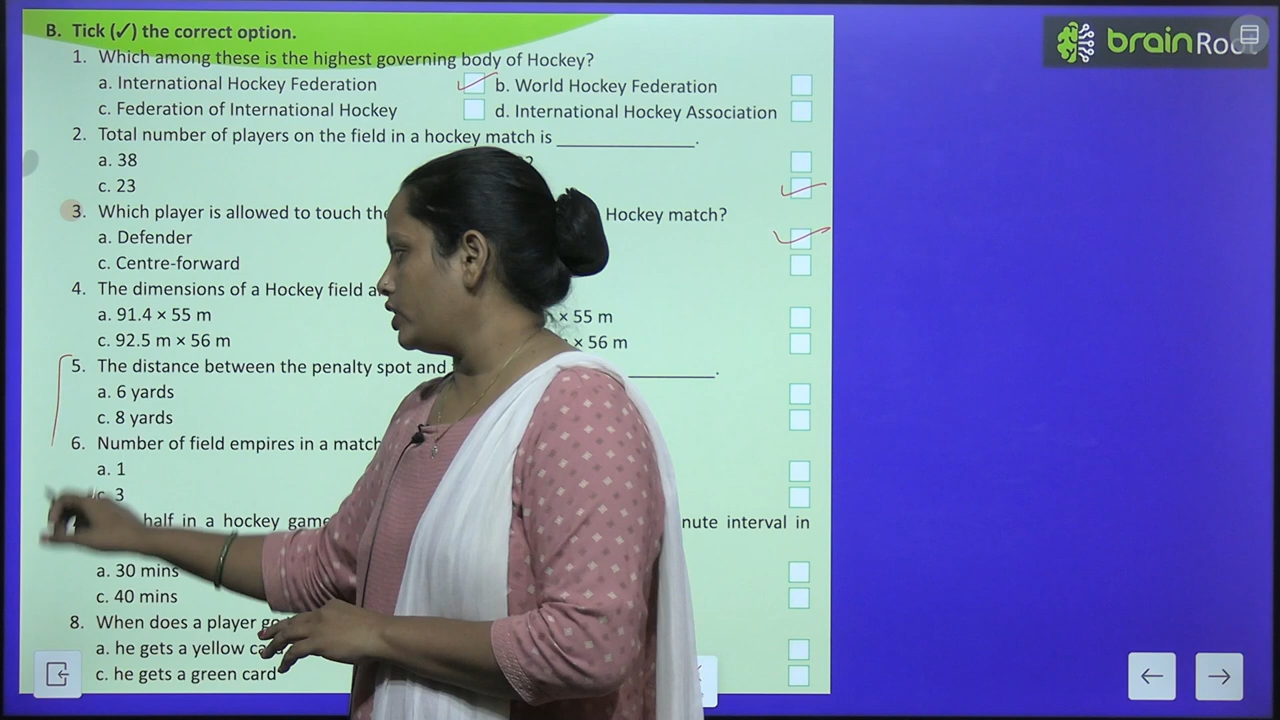 B. Tick (✓) the correct option.
1. Which among these is the highest governing body of Hockey?
a. International Hockey Federation b. World Hockey Federation
c. Federation of International Hockey d. International Hockey Association
2. Total number of players on the field in a hockey match is ____________.
a. 38
c. 23
3. Which player is allowed to touch the Hockey match?
a. Defender
c. Centre-forward
4. The dimensions of a Hockey field
a. 91.4 × 55 m × 55 m
c. 92.5 m × 56 m × 56 m
5. The distance between the penalty spot and ____________.
a. 6 yards
c. 8 yards
6. Number of field empires in a match
a. 1
c. 3
half in a hockey game interval in
a. 30 mins
c. 40 mins
8. When does a player
a. he gets a yellow
c. he gets a green card
brain